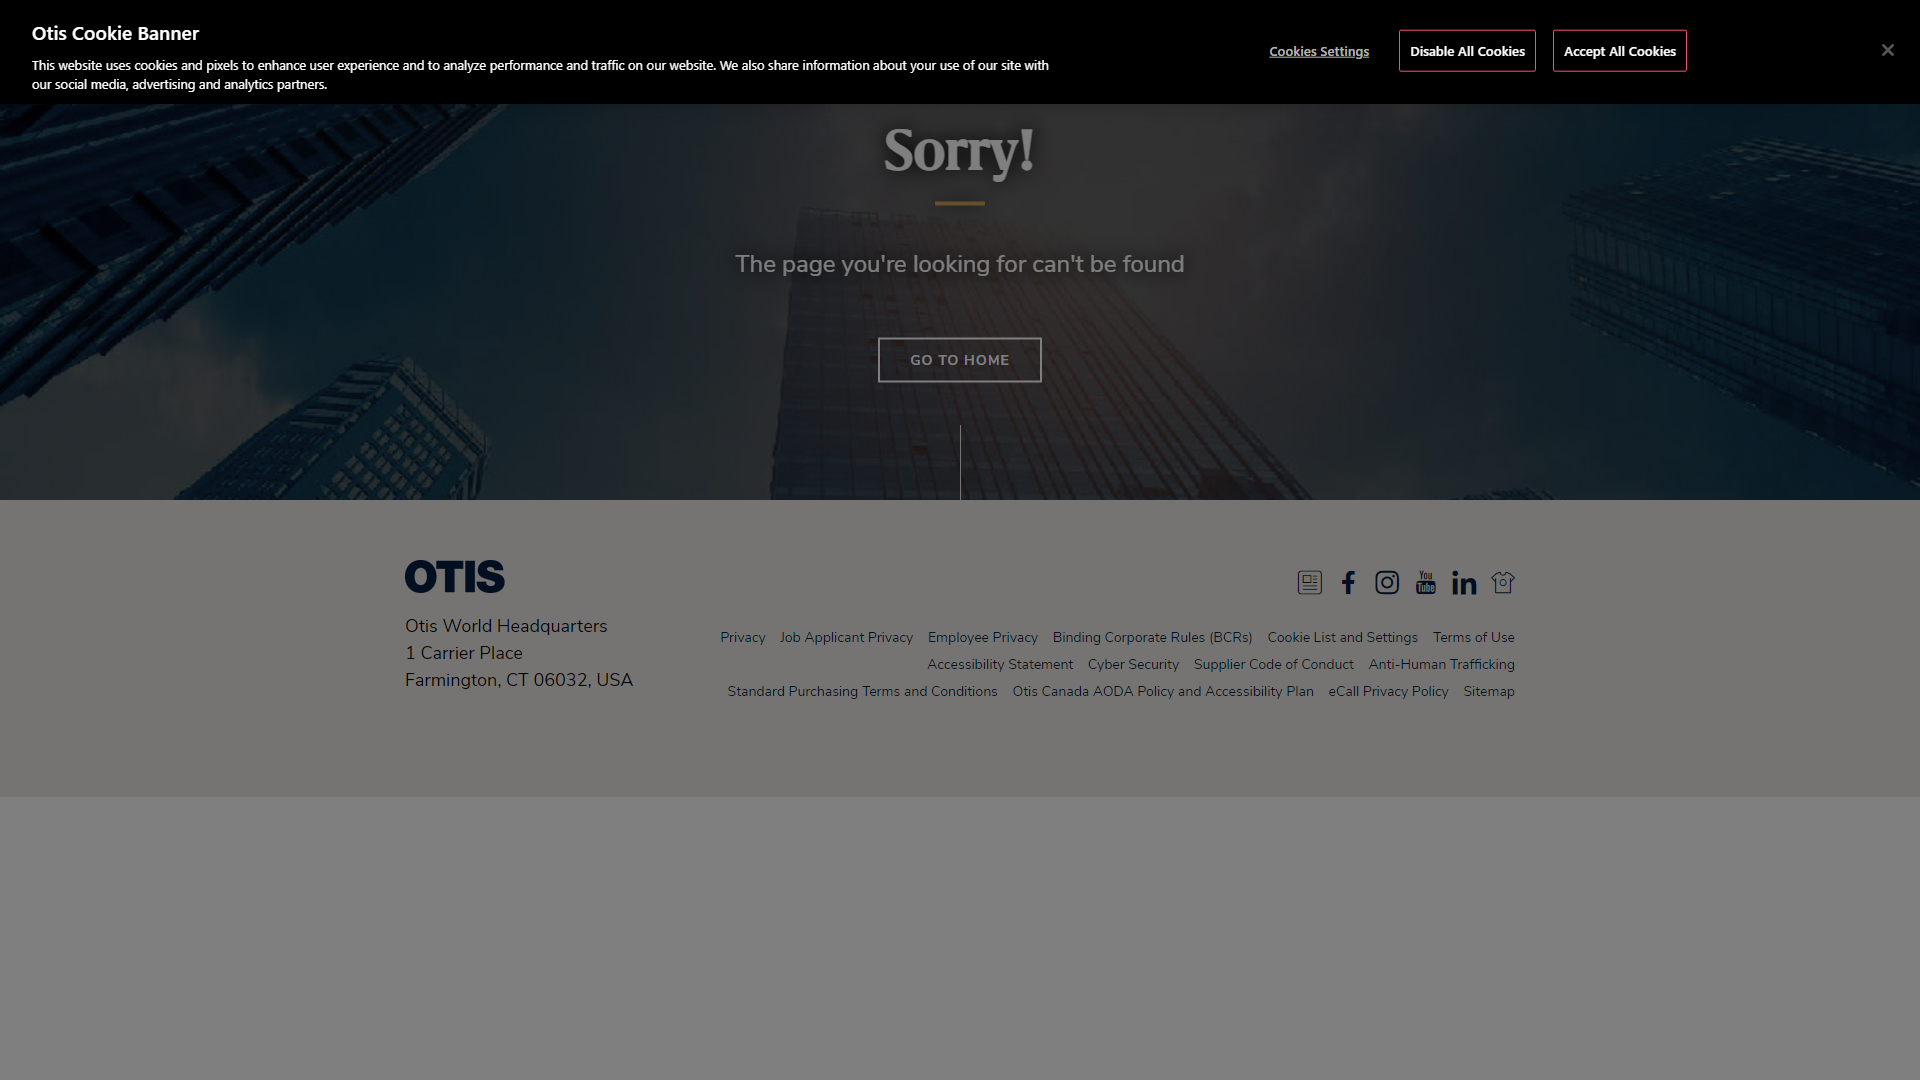 Otis Cookie Banner
This website uses cookies and pixels to enhance user experience and to analyze performance and traffic on our website. We also share information about your use of our site with
our social media, advertising and analytics partners.
Cookies Settings
Disable All Cookies
Accept All Cookies
Sorry!
The page you're looking for can't be found
GO TO HOME
OTIS
Otis World Headquarters
1 Carrier Place
Farmington, CT 06032, USA
You
Tube
in
Privacy Job Applicant Privacy Employee Privacy Binding Corporate Rules (BCRs) Cookie List and Settings Terms of Use
Accessibility Statement Cyber Security Supplier Code of Conduct Anti-Human Trafficking
Standard Purchasing Terms and Conditions Otis Canada AODA Policy and Accessibility Plan eCall Privacy Policy Sitemap